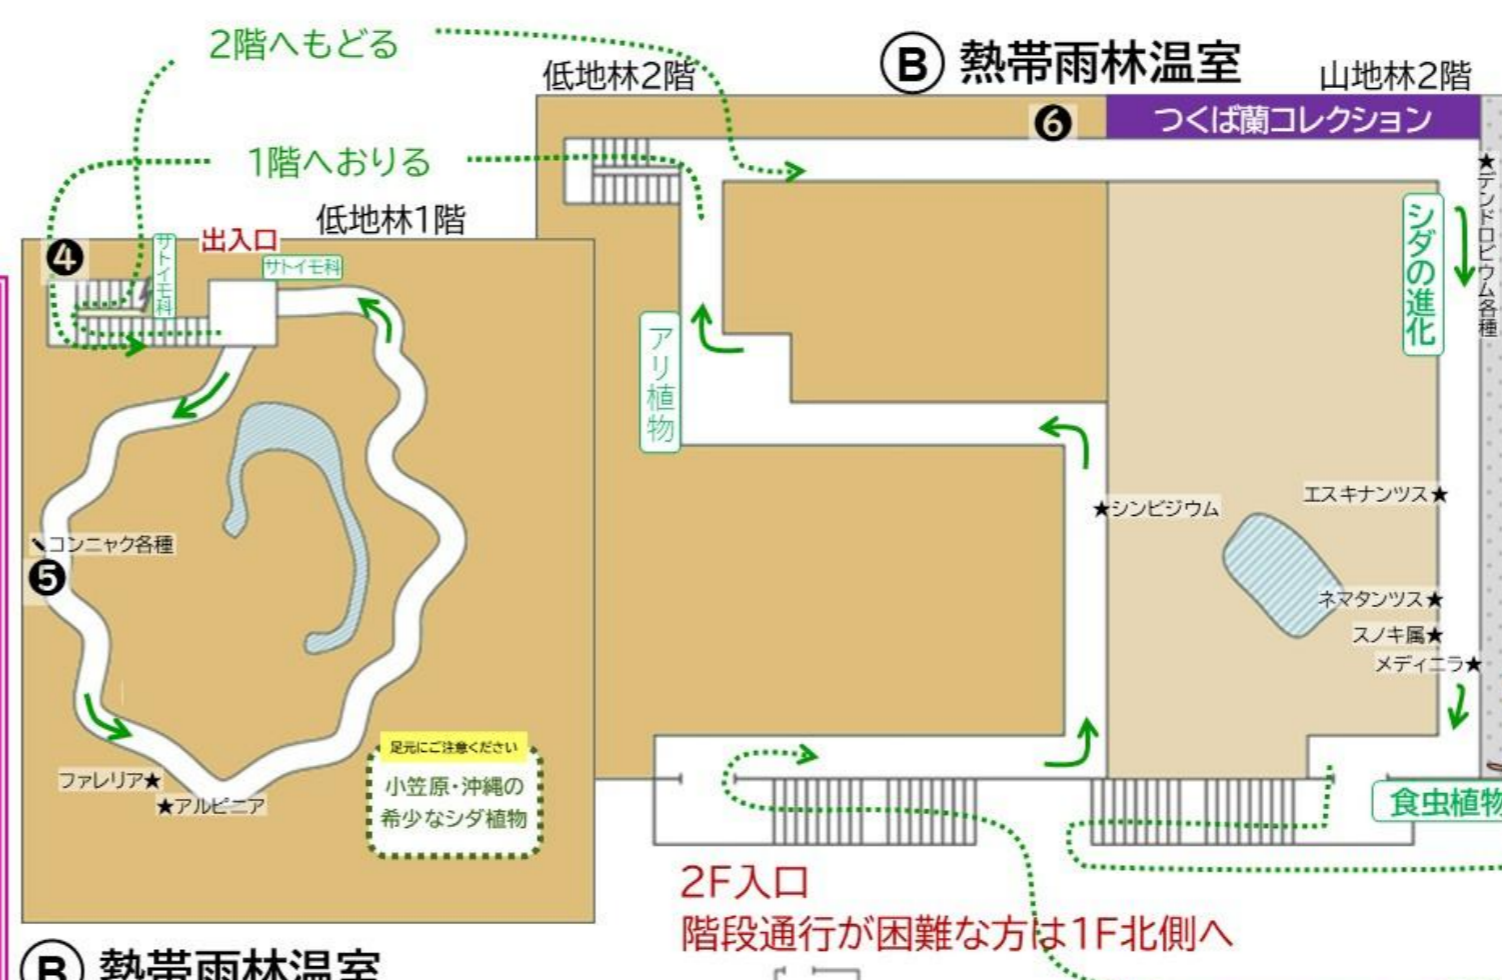 2階へもどる
Ⓑ 熱帯雨林温室
低地林2階
山地林2階
❻
つくば蘭コレクション
1階へおりる
★デンドロビウム各種
シダの進化
低地林1階
❹
サトイモ科
出入口
サトイモ科
アリ植物
エスキナンツス★
★シンビジウム
コンニャク各種
❺
ネマタンツス★
スノキ属★
メディニラ★
足元にご注意ください
小笠原・沖縄の
希少なシダ植物
ファレリア★
★アルピニア
食虫植物
2F入口
階段通行が困難な方は1F北側へ
Ⓑ 熱帯雨林温室